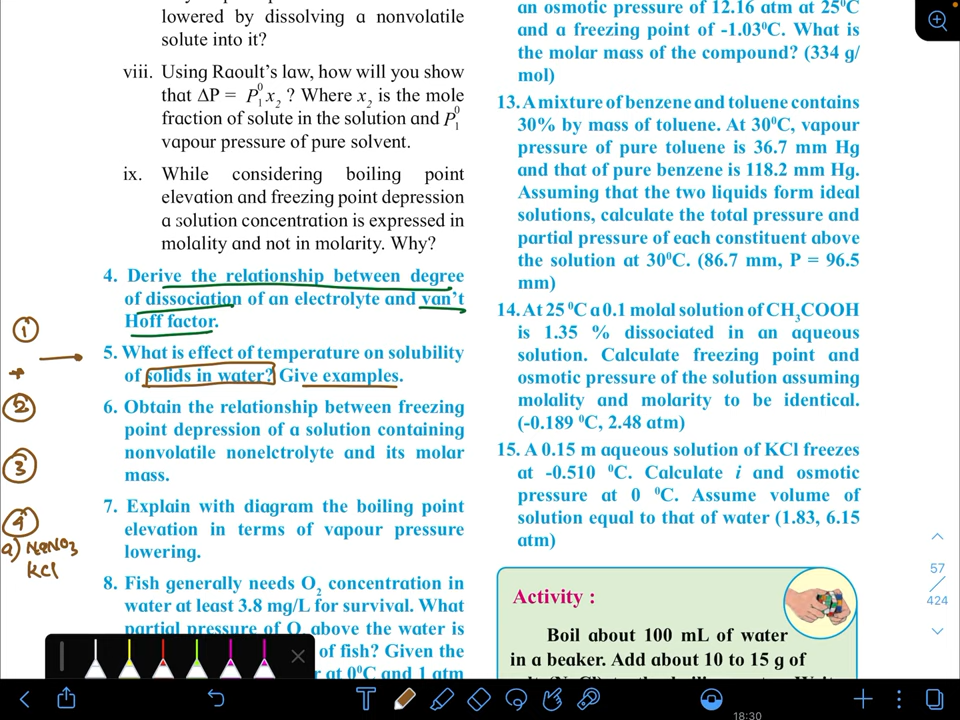 lowered by dissolving a nonvolatile
solute into it?
viii. Using Raoult's law, how will you show
that ΔP = P₁⁰x₂ ? Where x₂ is the mole
fraction of solute in the solution and P₁⁰
vapour pressure of pure solvent.
ix. While considering boiling point
elevation and freezing point depression
a solution concentration is expressed in
molality and not in molarity. Why?
4. Derive the relationship between degree
of dissociation of an electrolyte and van't
Hoff factor.
5. What is effect of temperature on solubility
of solids in water? Give examples.
6. Obtain the relationship between freezing
point depression of a solution containing
nonvolatile nonelctrolyte and its molar
mass.
7. Explain with diagram the boiling point
elevation in terms of vapour pressure
lowering.
8. Fish generally needs O₂ concentration in
water at least 3.8 mg/L for survival. What
partial pressure of O₂ above the water is
of fish? Given the
at 0⁰C and 1 atm
1
+
2
3
4
a) NaNO3
KCl
an osmotic pressure of 12.16 atm at 25⁰C
and a freezing point of -1.03⁰C. What is
the molar mass of the compound? (334 g/
mol)
13. A mixture of benzene and toluene contains
30% by mass of toluene. At 30⁰C, vapour
pressure of pure toluene is 36.7 mm Hg
and that of pure benzene is 118.2 mm Hg.
Assuming that the two liquids form ideal
solutions, calculate the total pressure and
partial pressure of each constituent above
the solution at 30⁰C. (86.7 mm, P = 96.5
mm)
14. At 25 ⁰C a 0.1 molal solution of CH₃COOH
is 1.35 % dissociated in an aqueous
solution. Calculate freezing point and
osmotic pressure of the solution assuming
molality and molarity to be identical.
(-0.189 ⁰C, 2.48 atm)
15. A 0.15 m aqueous solution of KCl freezes
at -0.510 ⁰C. Calculate i and osmotic
pressure at 0 ⁰C. Assume volume of
solution equal to that of water (1.83, 6.15
atm)
Activity :
Boil about 100 mL of water
in a beaker. Add about 10 to 15 g of
57
424
18:30